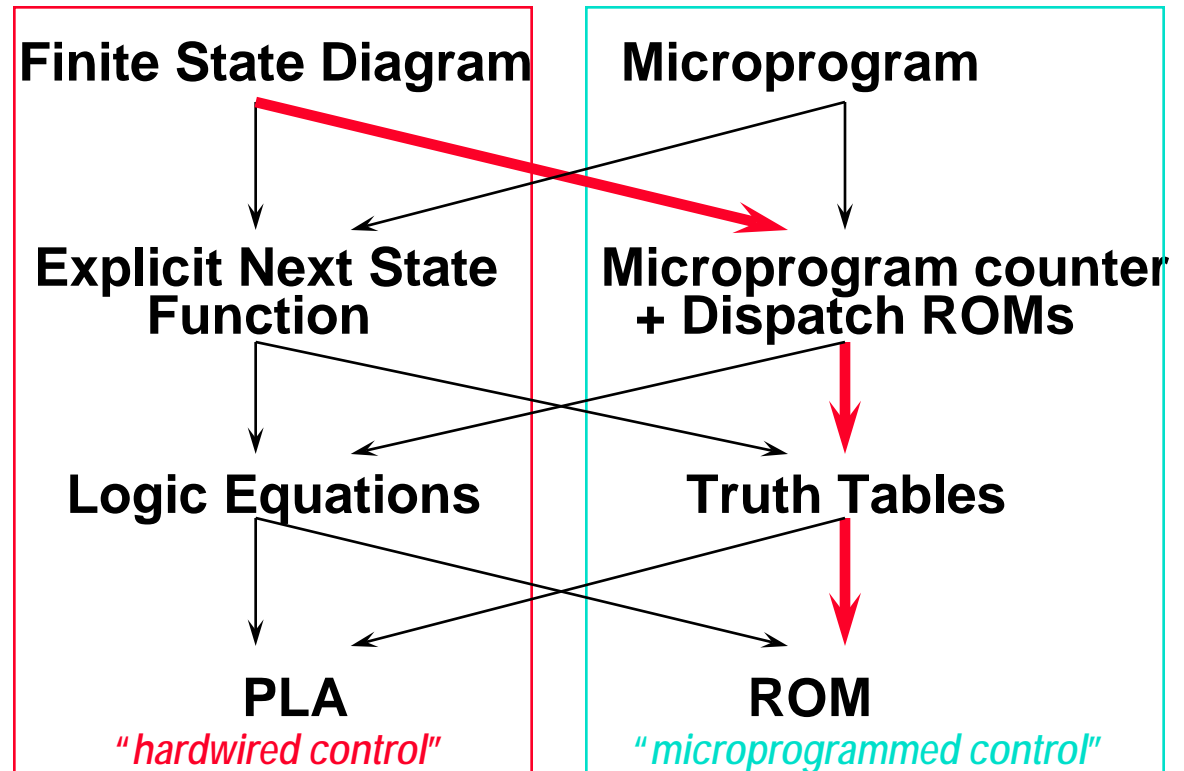 Finite State Diagram
Microprogram
Explicit Next State
Function
Microprogram counter
+ Dispatch ROMs
Logic Equations
Truth Tables
PLA
ROM
“hardwired control”
“microprogrammed control”